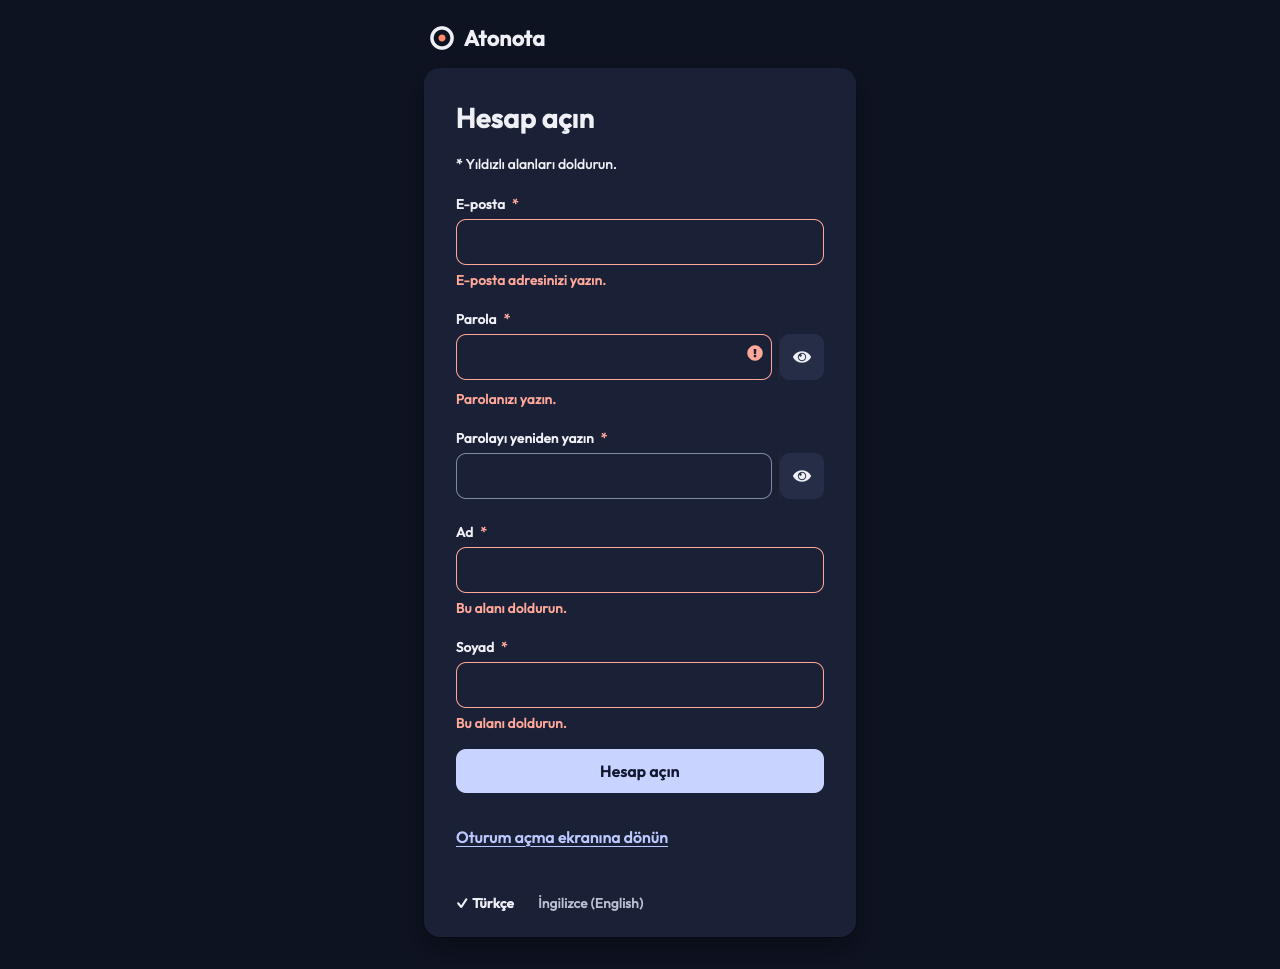 Atonota
Hesap açın
* Yıldızlı alanları doldurun.
E-posta *
E-posta adresinizi yazın.
Parola *
Parolanızı yazın.
Parolayı yeniden yazın *
Ad *
Bu alanı doldurun.
Soyad *
Bu alanı doldurun.
Hesap açın
Oturum açma ekranına dönün
Türkçe İngilizce (English)